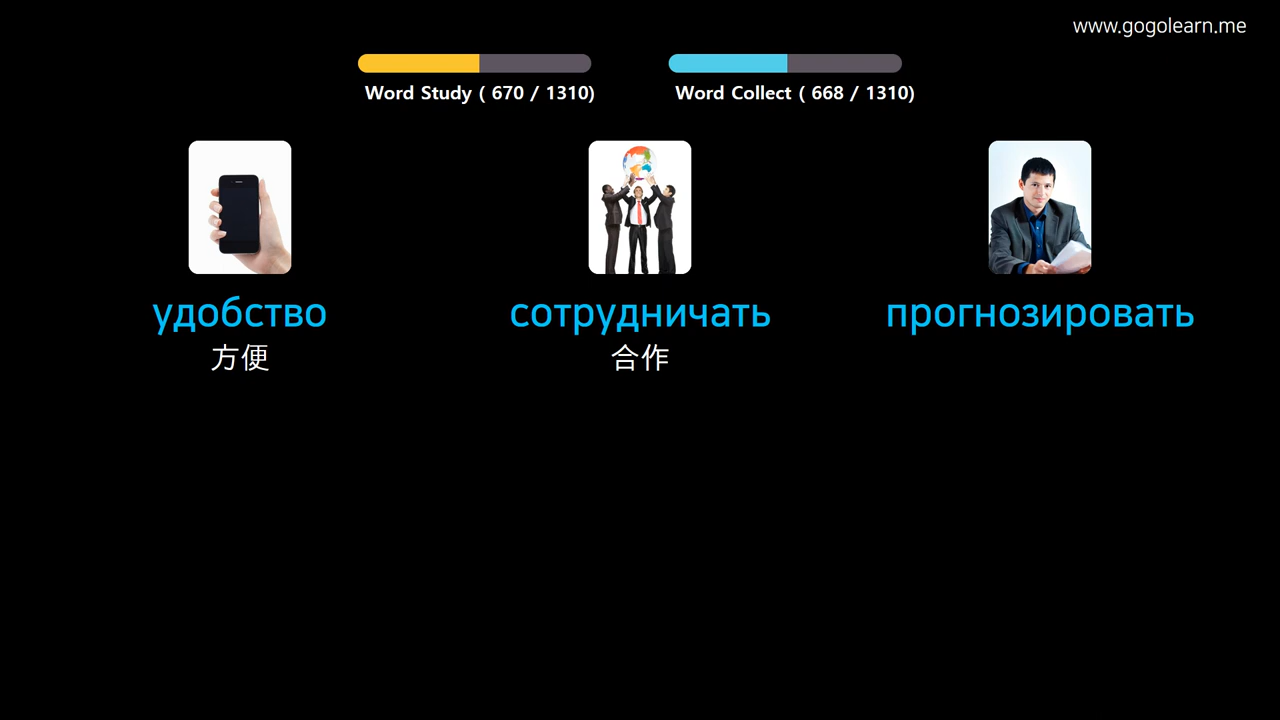 www.gogolearn.me
Word Study ( 670 / 1310)
Word Collect ( 668 / 1310)
удобство
方便
сотрудничать
合作
прогнозировать